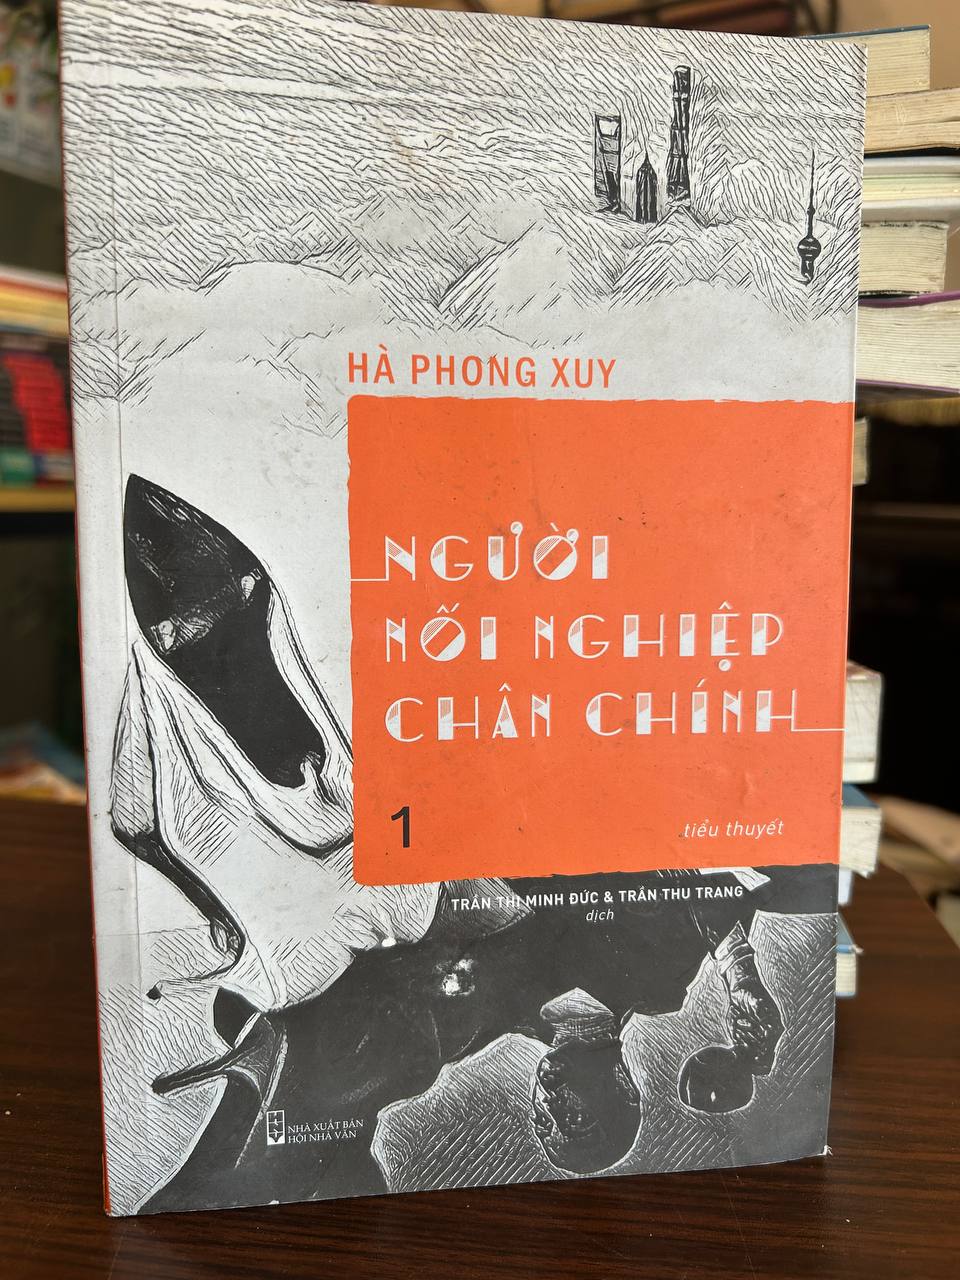 HÀ PHONG XUY
NGƯỜI
NỐI NGHIỆP
CHÂN CHÍNH
1
tiểu thuyết
TRẦN THỊ MINH ĐỨC & TRẦN THU TRANG
dịch
NHÀ XUẤT BẢN
HỘI NHÀ VĂN